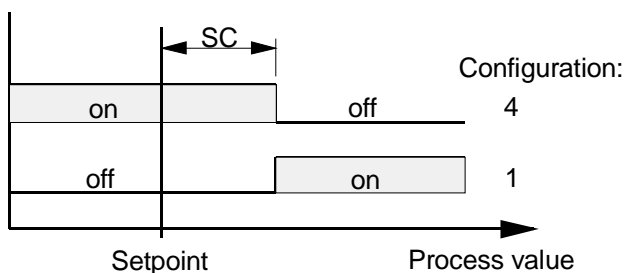 SC
Configuration:
on off 4
off on 1
Setpoint Process value